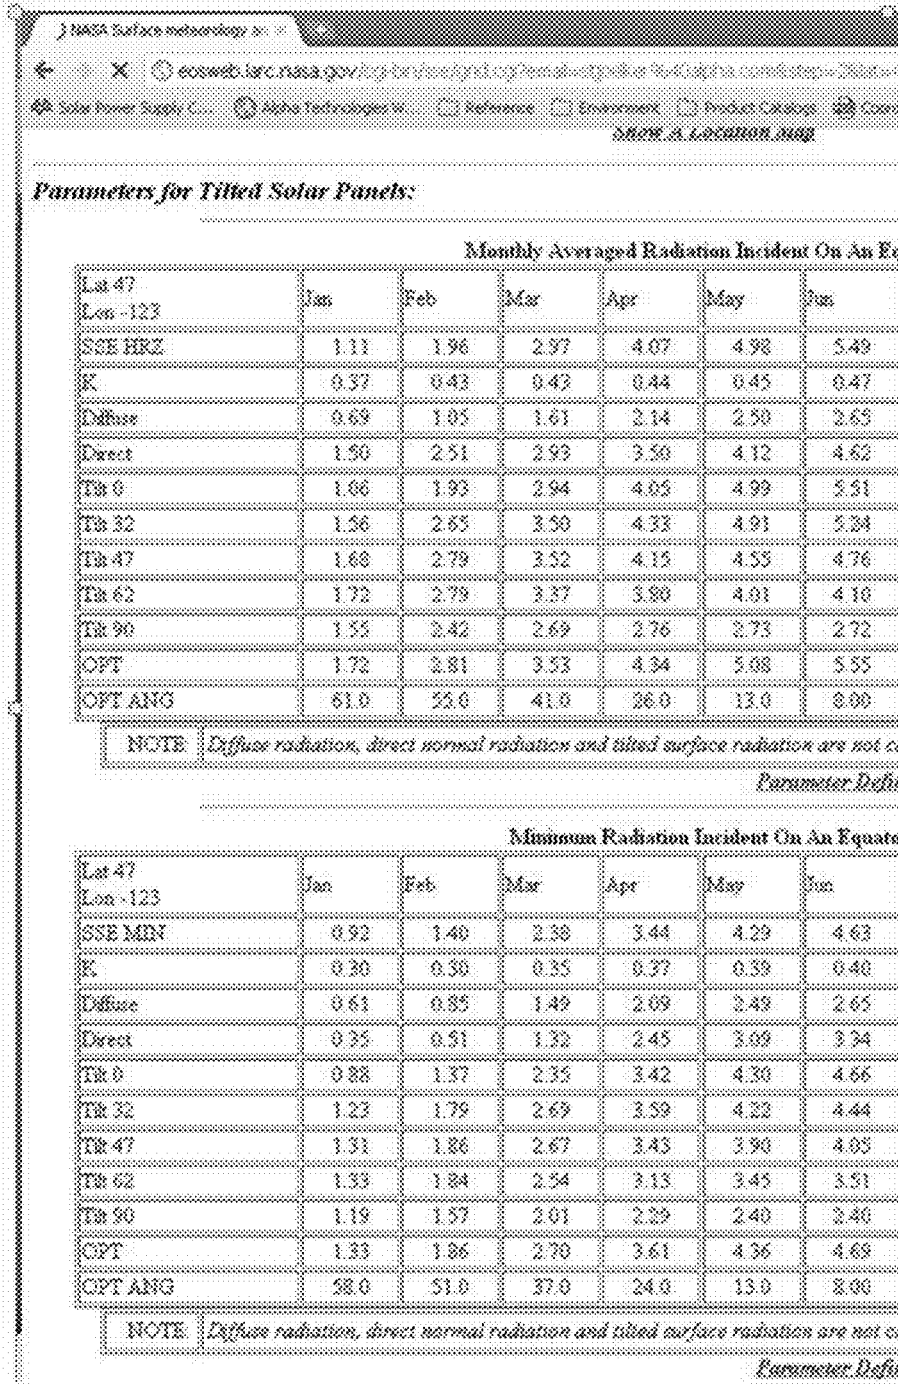 NASA Surface meteorology an
eosweb.larc.nasa.gov/cgi-bin/sse/grid.cgi?email=
Solar Power Supply C... Alpha Technologies W... Reference Environment Product Catalogs
Show A Location Map
Parameters for Tilted Solar Panels:
Monthly Averaged Radiation Incident On An Eq
Lat 47
Lon -123 Jan Feb Mar Apr May Jun
SSE HRZ 1.11 1.96 2.97 4.07 4.98 5.49
K 0.37 0.43 0.43 0.44 0.45 0.47
Diffuse 0.69 1.05 1.61 2.14 2.50 2.65
Direct 1.50 2.51 2.93 3.50 4.12 4.62
Tilt 0 1.06 1.93 2.94 4.05 4.99 5.51
Tilt 32 1.56 2.65 3.50 4.33 4.91 5.24
Tilt 47 1.68 2.79 3.52 4.15 4.55 4.76
Tilt 62 1.72 2.79 3.37 3.80 4.01 4.10
Tilt 90 1.55 2.42 2.69 2.76 2.73 2.72
OPT 1.72 2.81 3.53 4.34 5.08 5.55
OPT ANG 61.0 55.0 41.0 26.0 13.0 8.00
NOTE Diffuse radiation, direct normal radiation and tilted surface radiation are not c
Parameter Defi
Minimum Radiation Incident On An Equato
Lat 47
Lon -123 Jan Feb Mar Apr May Jun
SSE MIN 0.92 1.40 2.38 3.44 4.29 4.63
K 0.30 0.30 0.35 0.37 0.39 0.40
Diffuse 0.61 0.85 1.49 2.09 2.49 2.65
Direct 0.35 0.51 1.32 2.45 3.09 3.34
Tilt 0 0.88 1.37 2.35 3.42 4.30 4.66
Tilt 32 1.23 1.79 2.69 3.59 4.22 4.44
Tilt 47 1.31 1.86 2.67 3.43 3.90 4.05
Tilt 62 1.33 1.84 2.54 3.13 3.45 3.51
Tilt 90 1.19 1.57 2.01 2.29 2.40 2.40
OPT 1.33 1.86 2.70 3.61 4.36 4.69
OPT ANG 58.0 51.0 37.0 24.0 13.0 8.00
NOTE Diffuse radiation, direct normal radiation and tilted surface radiation are not c
Parameter Defi